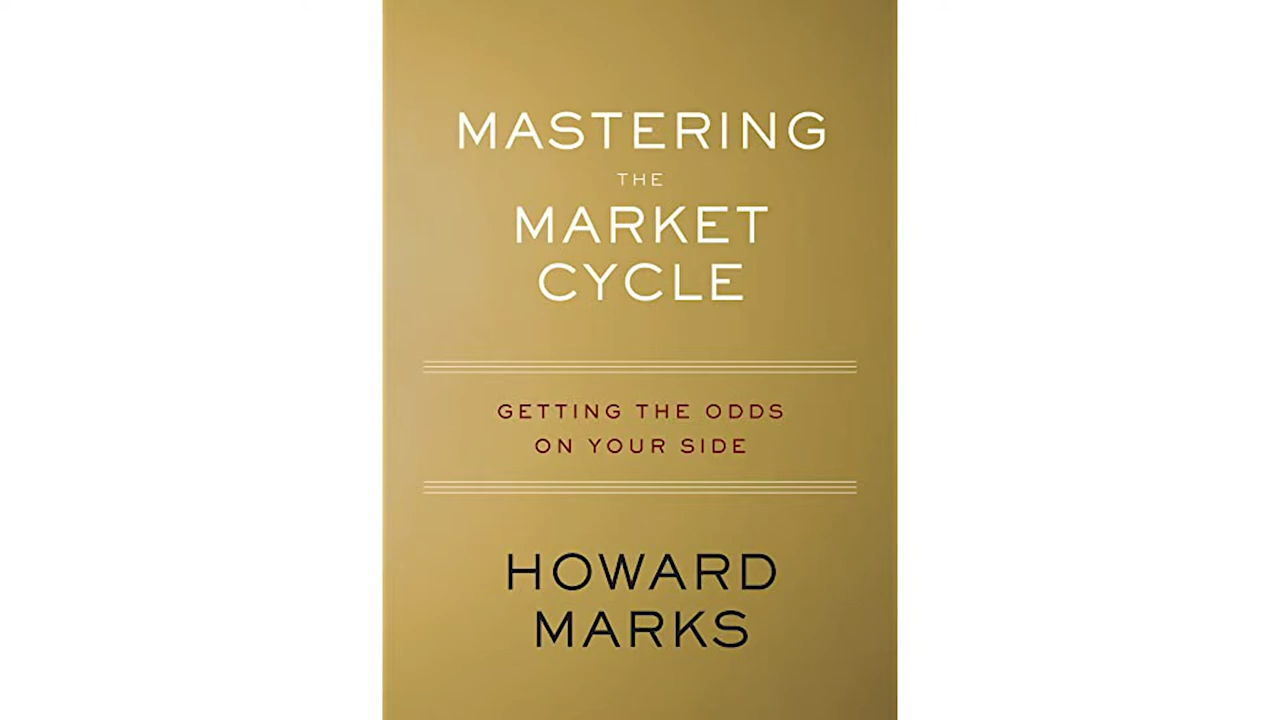 MASTERING
THE
MARKET
CYCLE
GETTING THE ODDS
ON YOUR SIDE
HOWARD
MARKS